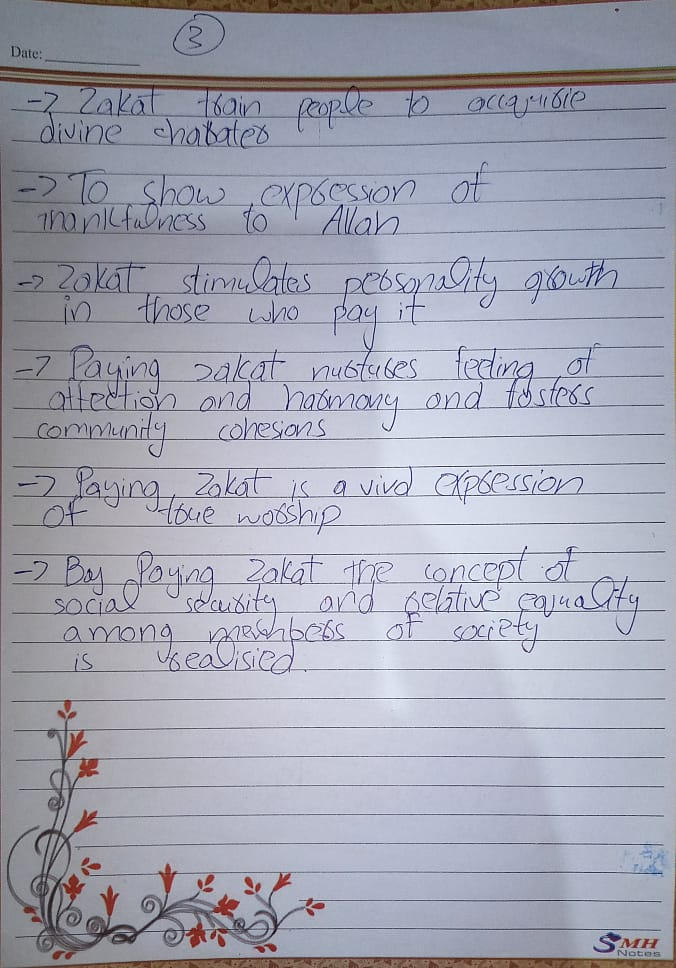 3
Date:
-> Zakat train people to accquirie
divine charater
-> To show expression of
thankfulness to Allah
-> Zakat stimulates personality growth
in those who pay it
-> Paying zakat nurtures feeling of
affection and harmony and fosters
community cohesions
-> Paying Zakat is a vivd expression
of true worship
-> Boy Paying Zakat the concept of
social security and relative equality
among members of society
is realisied.
SMH
Notes